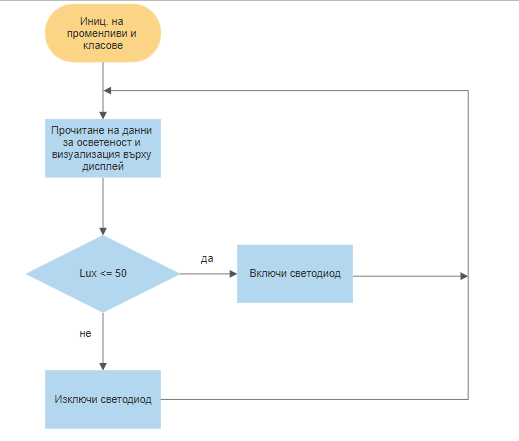 Иниц. на
променливи и
класове
Прочитане на данни
за осветеност и
визуализация върху
дисплей
Lux <= 50
да
Включи светодиод
не
Изключи светодиод